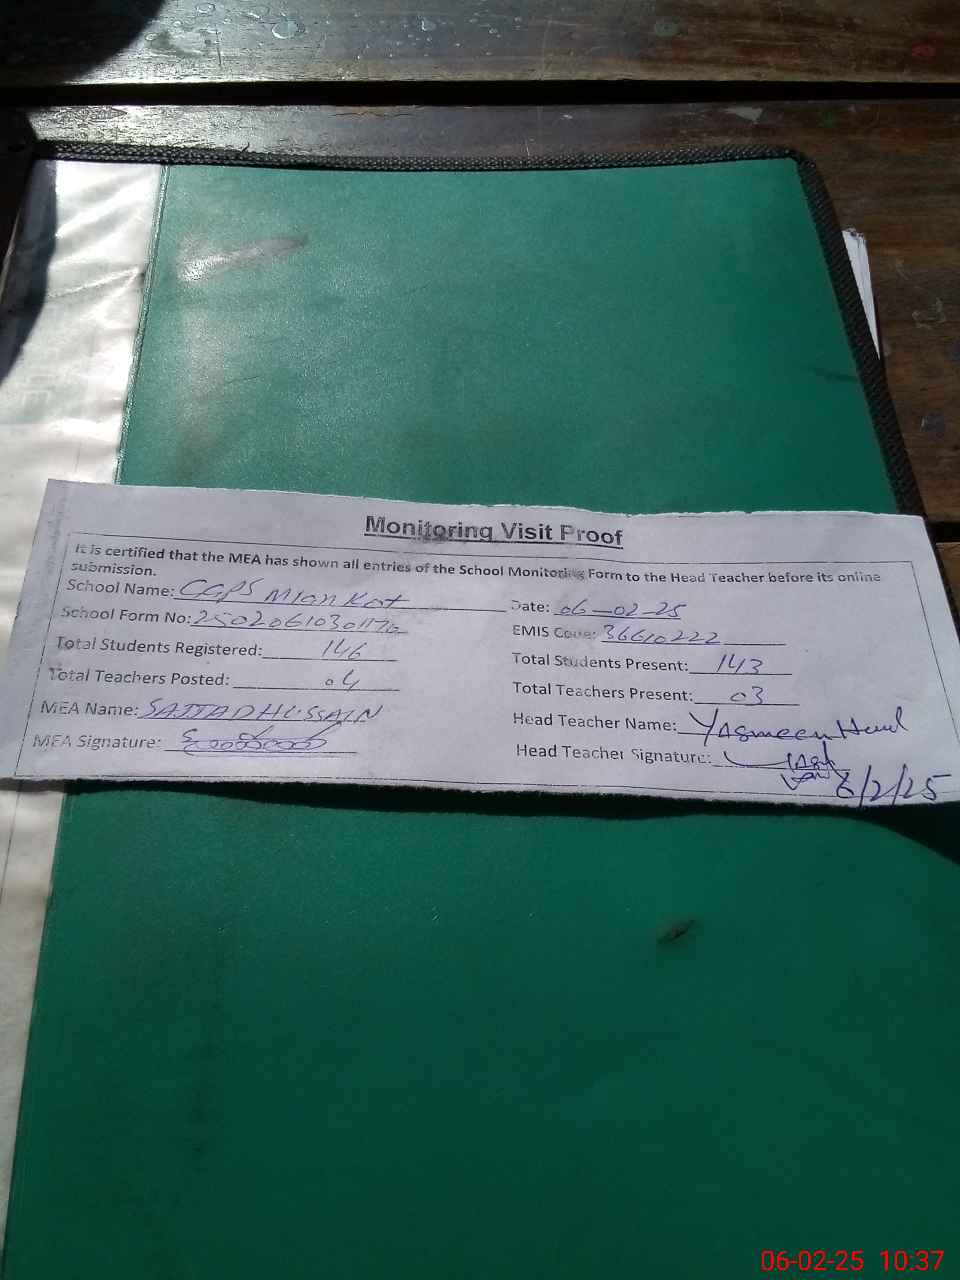 Monitoring Visit Proof
It is certified that the MEA has shown all entries of the School Monitoring Form to the Head Teacher before its online
submission.
School Name: CGPS Mian Kot Date: 06-02-25
School Form No: EMIS Code: 36610222
Total Students Registered: 146 Total Students Present: 143
Total Teachers Posted: 04 Total Teachers Present: 03
MEA Name: SAJJAD HUSSAIN Head Teacher Name: Yasmeen
MEA Signature: Head Teacher Signature:
6/2/25
06-02-25 10:37